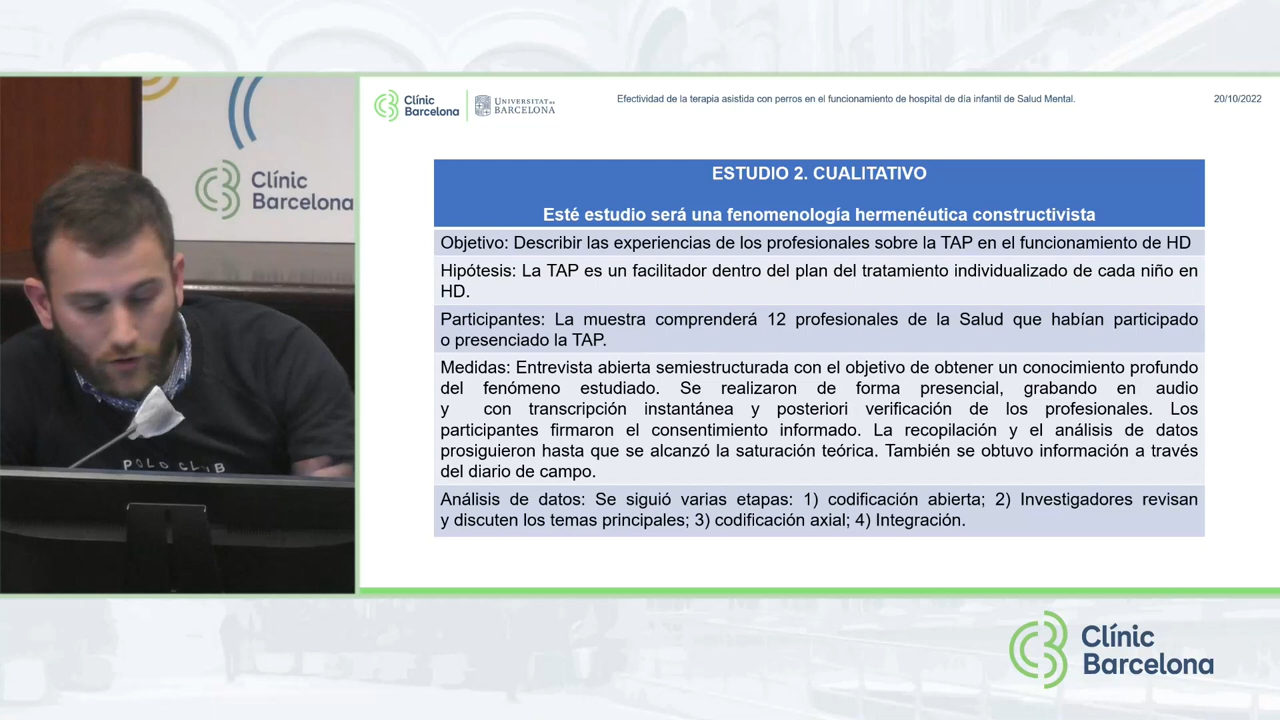 Clínic
Barcelona
UNIVERSITAT DE
BARCELONA
Efectividad de la terapia asistida con perros en el funcionamiento de hospital de día infantil de Salud Mental.
20/10/2022
Clínic
Barcelona
POLO CLUB
ESTUDIO 2. CUALITATIVO
Esté estudio será una fenomenología hermenéutica constructivista
Objetivo: Describir las experiencias de los profesionales sobre la TAP en el funcionamiento de HD
Hipótesis: La TAP es un facilitador dentro del plan del tratamiento individualizado de cada niño en
HD.
Participantes: La muestra comprenderá 12 profesionales de la Salud que habían participado
o presenciado la TAP.
Medidas: Entrevista abierta semiestructurada con el objetivo de obtener un conocimiento profundo
del fenómeno estudiado. Se realizaron de forma presencial, grabando en audio
y con transcripción instantánea y posteriori verificación de los profesionales. Los
participantes firmaron el consentimiento informado. La recopilación y el análisis de datos
prosiguieron hasta que se alcanzó la saturación teórica. También se obtuvo información a través
del diario de campo.
Análisis de datos: Se siguió varias etapas: 1) codificación abierta; 2) Investigadores revisan
y discuten los temas principales; 3) codificación axial; 4) Integración.
Clínic
Barcelona